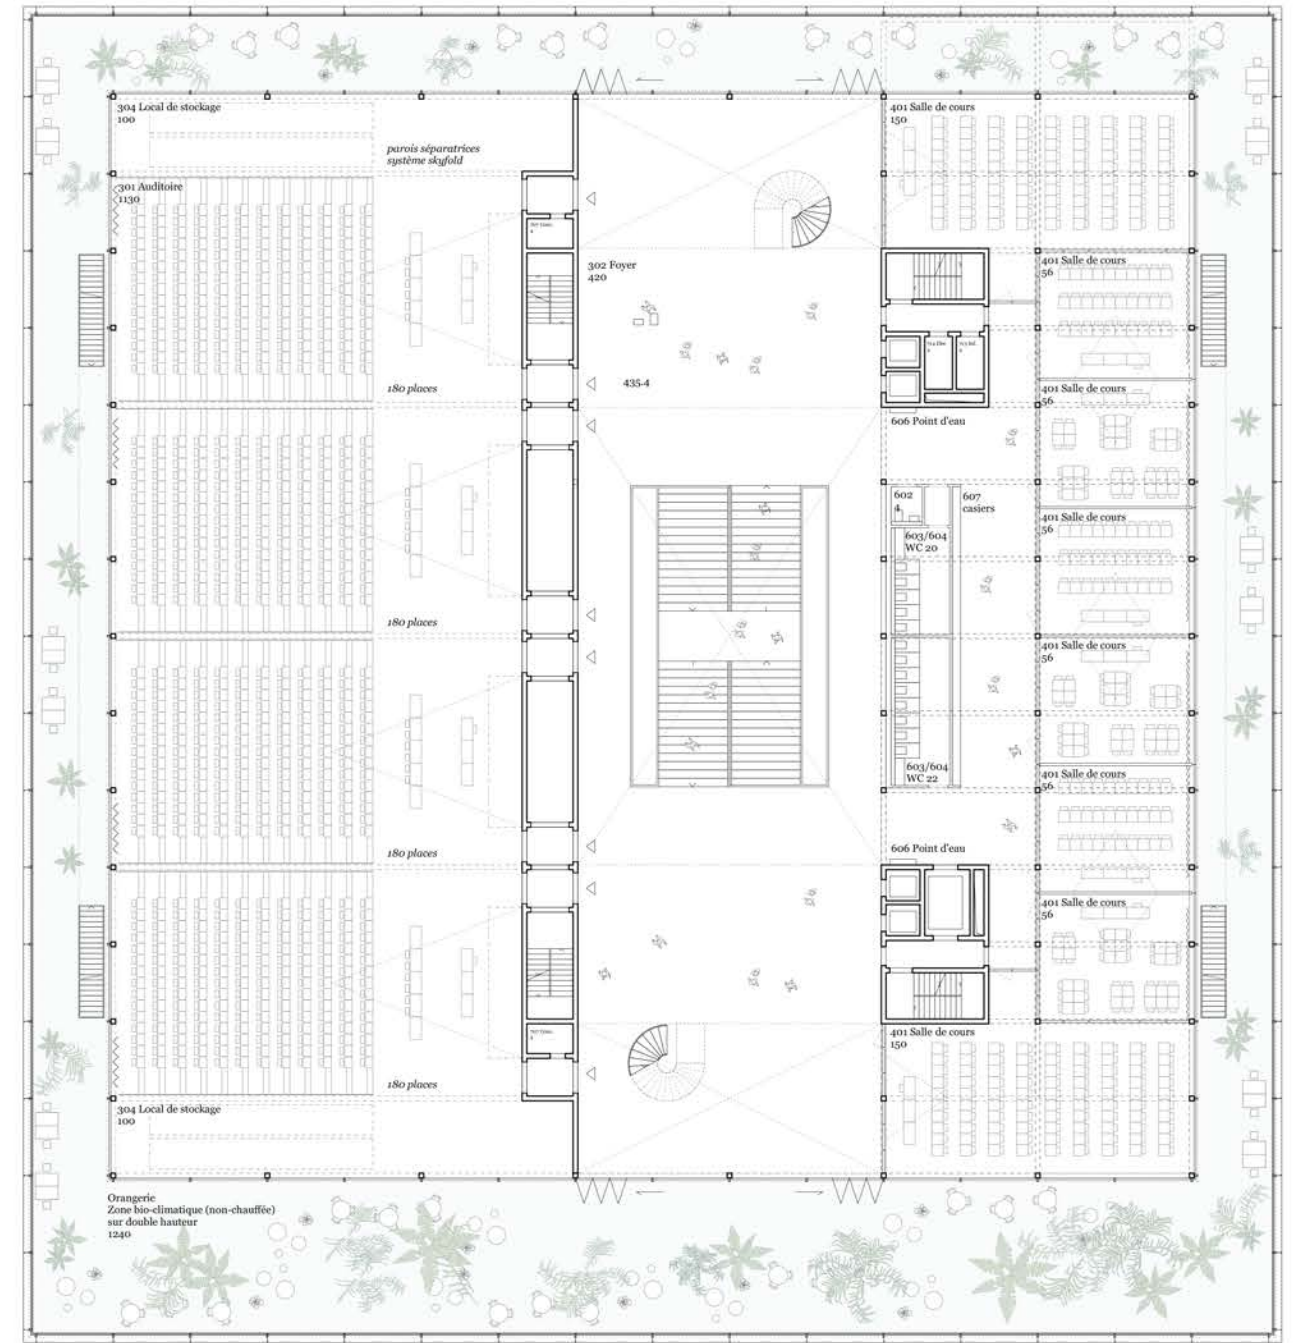 304 Local de stockage
100
parois séparatrices
système skyfold
401 Salle de cours
150
301 Auditoire
1130
302 Foyer
420
401 Salle de cours
56
180 places
435.4
401 Salle de cours
56
606 Point d'eau
602
4
607
casiers
401 Salle de cours
56
603/604
WC 20
180 places
401 Salle de cours
56
603/604
WC 22
401 Salle de cours
56
180 places
606 Point d'eau
401 Salle de cours
56
401 Salle de cours
150
180 places
304 Local de stockage
100
Orangerie
Zone bio-climatique (non-chauffée)
sur double hauteur
1240